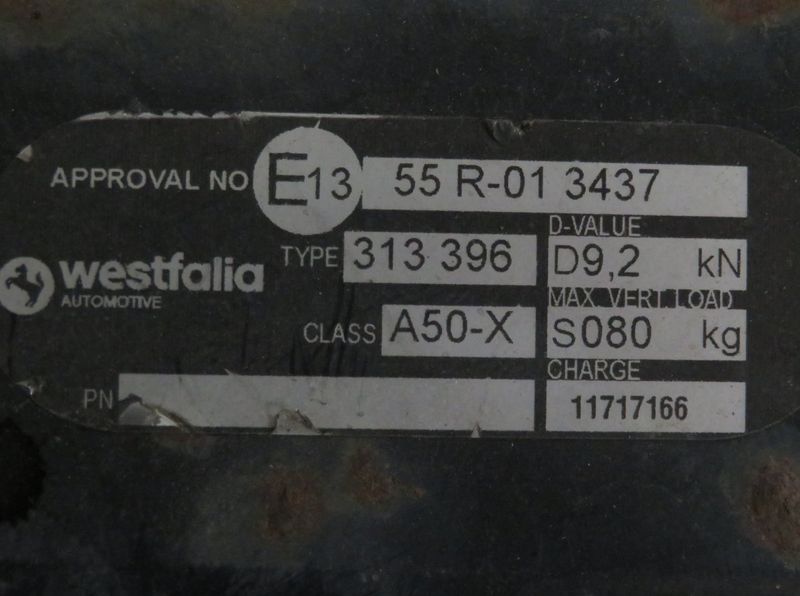 APPROVAL NO E13 55 R-01 3437
TYPE 313 396
D-VALUE
D9,2 kN
westfalia
AUTOMOTIVE
MAX. VERT. LOAD
CLASS A50-X
S080 kg
CHARGE
PN
11717166